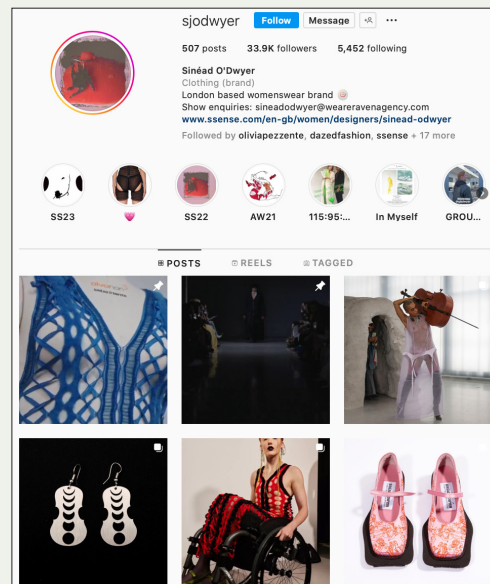 sjodwyer Follow Message
507 posts 33.9K followers 5,452 following
Sinéad O'Dwyer
Clothing (brand)
London based womenswear brand
Show enquiries: sineadodwyer@weareravenagency.com
www.ssense.com/en-gb/women/designers/sinead-odwyer
Followed by oliviapezzente, dazedfashion, ssense + 17 more
SS23 SS22 AW21 115:95:... In Myself GROU...
POSTS REELS TAGGED